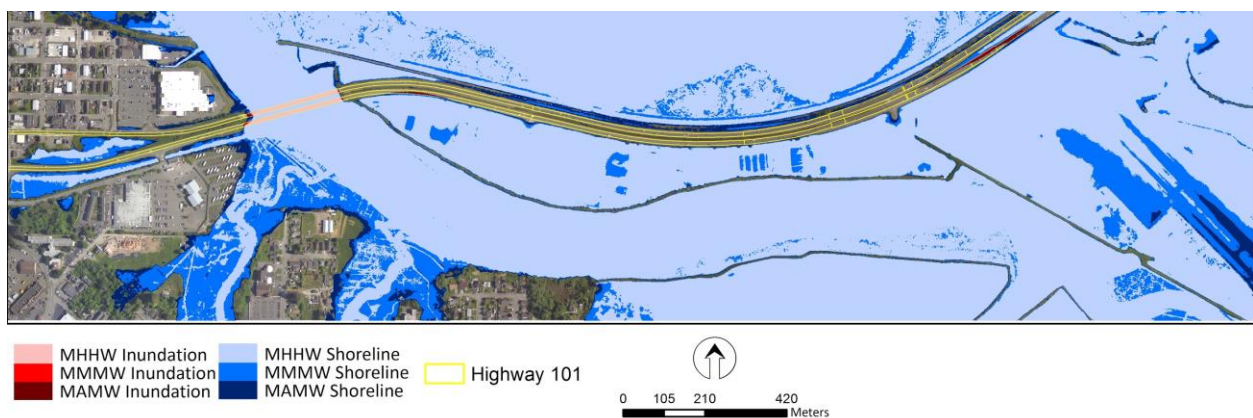 MHHW Inundation
MMMW Inundation
MAMW Inundation
MHHW Shoreline
MMMW Shoreline
MAMW Shoreline
Highway 101
0 105 210 420
Meters